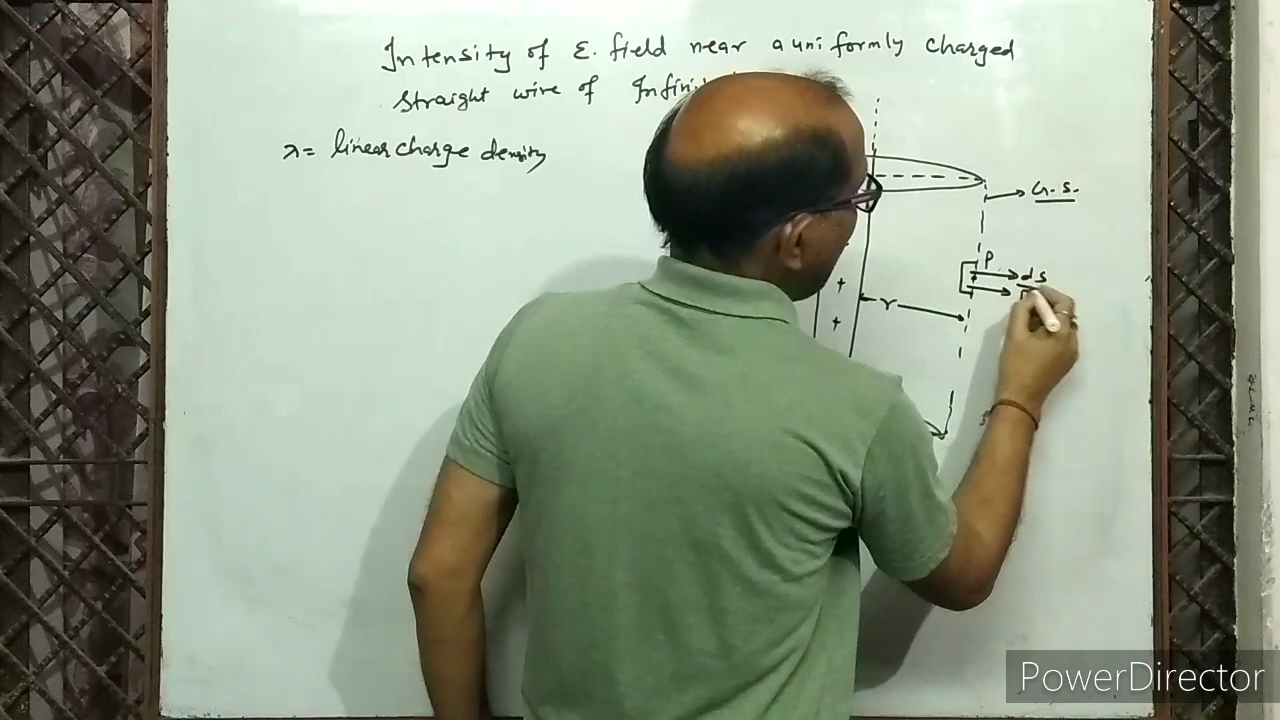 Intensity of E. field near a uniformly charged
straight wire of
λ = linear charge density
G.S.
P
ds
+
r
+
PowerDirector